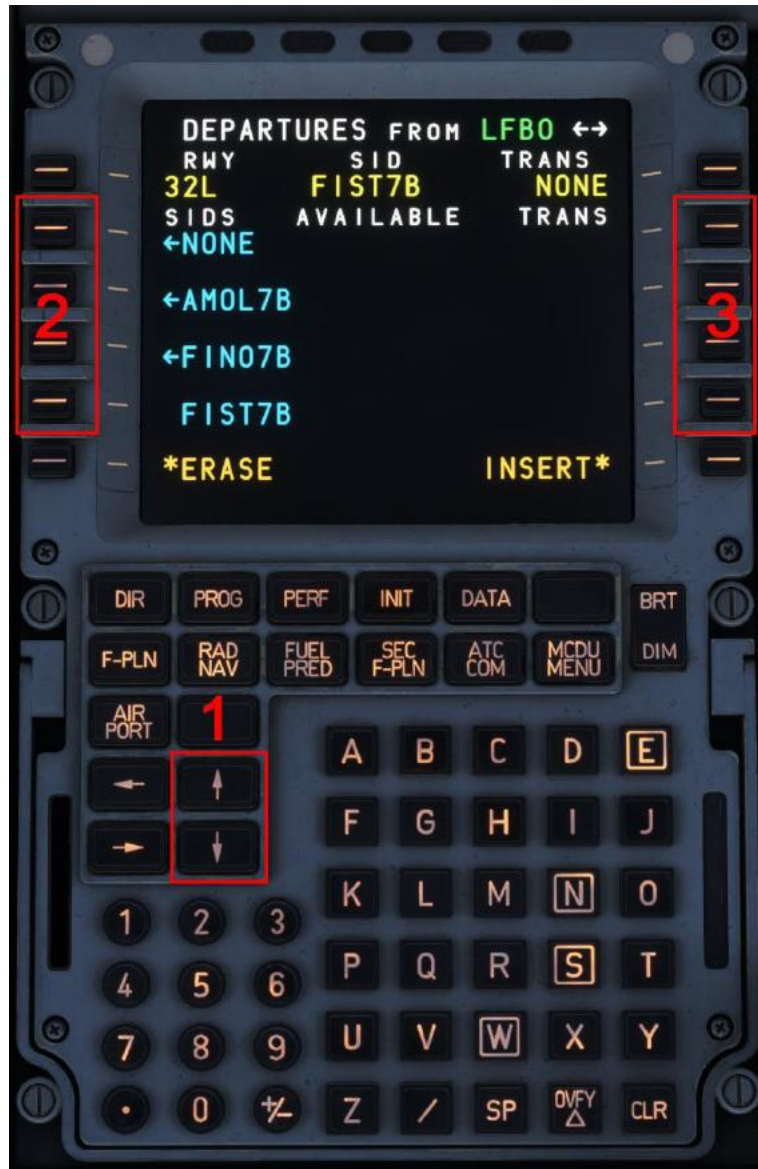 DEPARTURES FROM LFBO ←→
RWY SID TRANS
32L FIST7B NONE
SIDS AVAILABLE TRANS
←NONE
←AMOL7B
←FINO7B
FIST7B
*ERASE INSERT*
2
3
DIR PROG PERF INIT DATA BRT
F-PLN RAD NAV FUEL PRED SEC F-PLN ATC COM MCDU MENU DIM
AIR PORT
1
← ↑
→ ↓
A B C D E
F G H I J
K L M N O
P Q R S T
U V W X Y
Z / SP OVFY Δ CLR
1 2 3
4 5 6
7 8 9
. 0 +/-